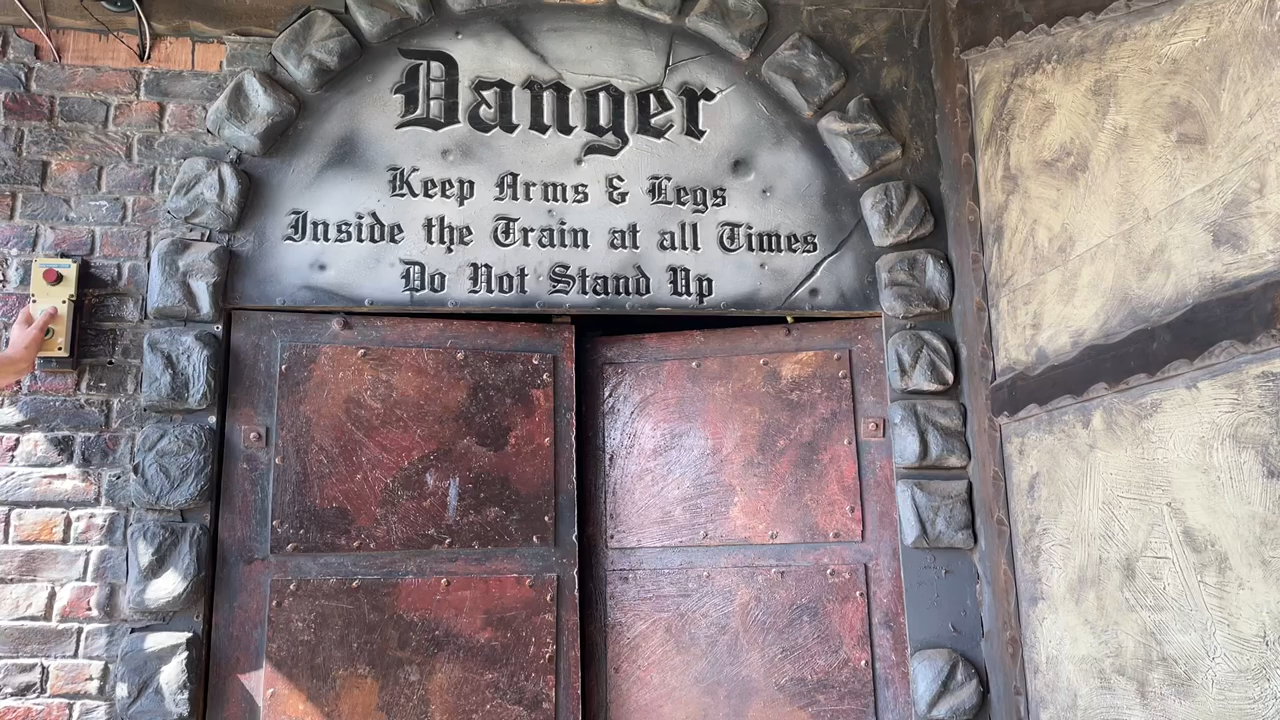 Danger
Keep Arms & Legs
Inside the Train at all Times
Do Not Stand Up